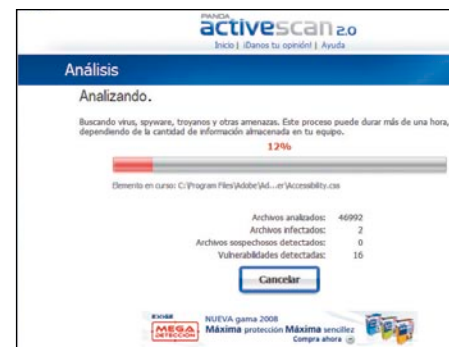 PANDA
activescan 2.0
Inicio | ¡Danos tu opinión! | Ayuda
Análisis
Analizando.
Buscando virus, spyware, troyanos y otras amenazas. Este proceso puede durar más de una hora,
dependiendo de la cantidad de información almacenada en tu equipo.
12%
Elemento en curso: C:\Program Files\Adobe\Ad...er\Accessibility.css
Archivos analizados: 46992
Archivos infectados: 2
Archivos sospechosos detectados: 0
Vulnerabilidades detectadas: 16
Cancelar
EXIGE
MEGA
DETECCIÓN
NUEVA gama 2008
Máxima protección Máxima sencillez
Compra ahora